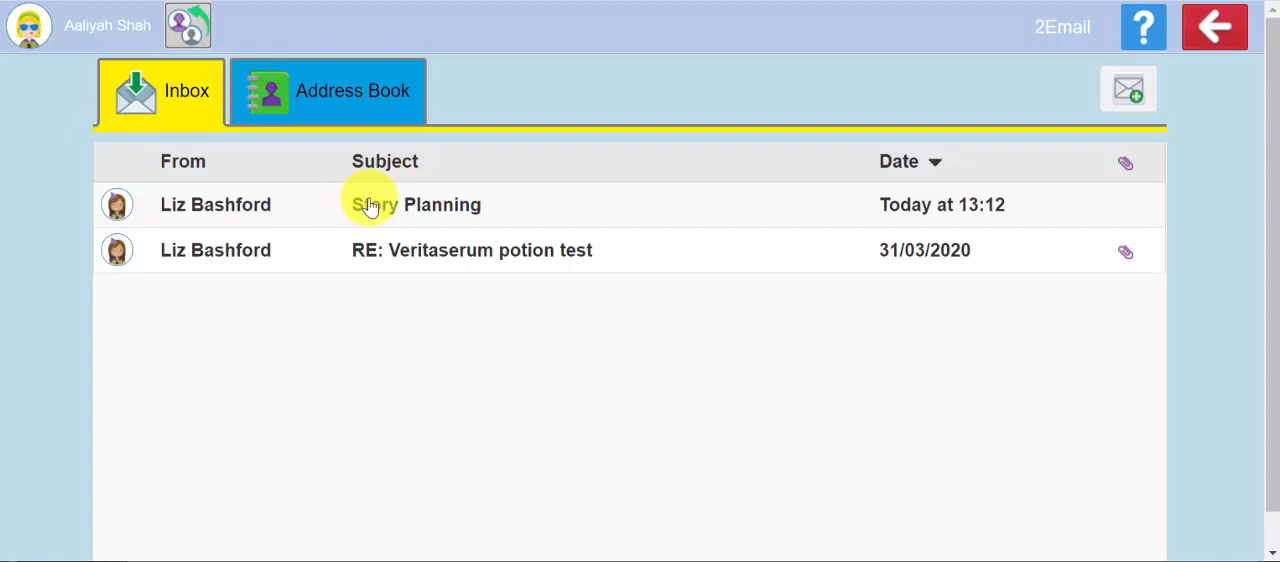 Aaliyah Shah
2Email
?
Inbox
Address Book
From Subject Date
Liz Bashford Story Planning Today at 13:12
Liz Bashford RE: Veritaserum potion test 31/03/2020